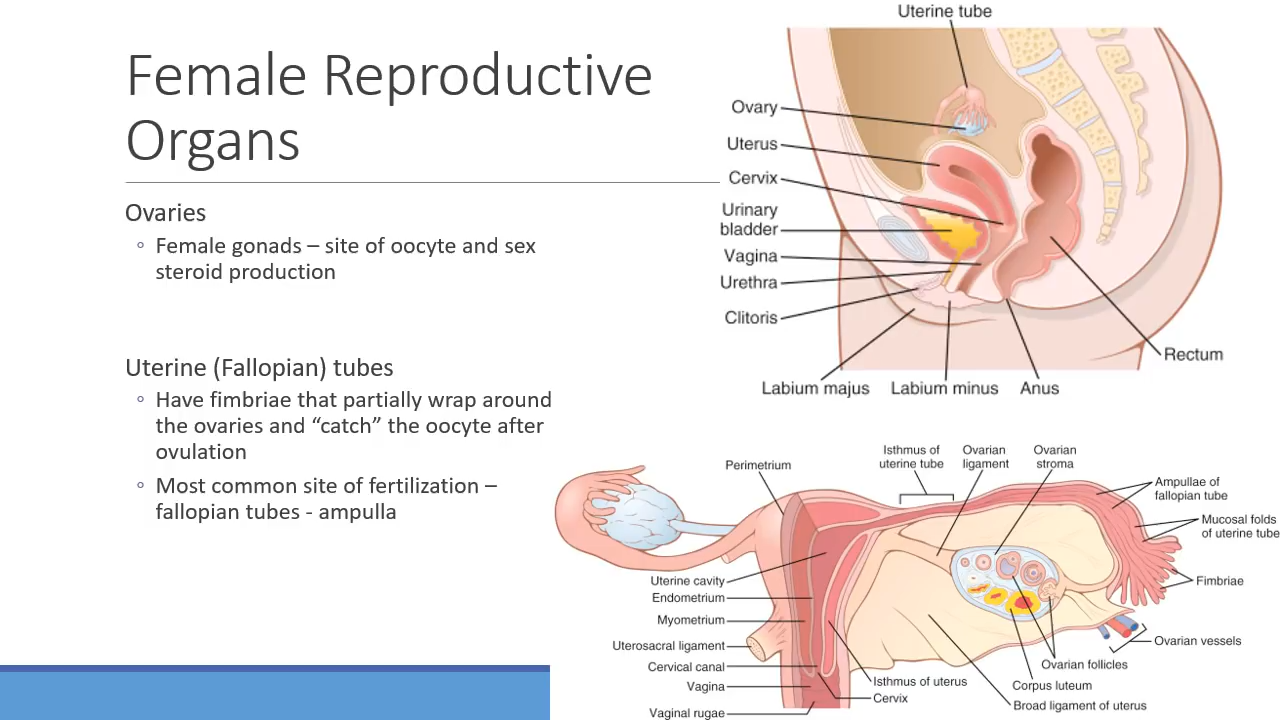 Female Reproductive
Organs
Ovaries
◦ Female gonads – site of oocyte and sex
steroid production
Uterine (Fallopian) tubes
◦ Have fimbriae that partially wrap around
the ovaries and “catch” the oocyte after
ovulation
◦ Most common site of fertilization –
fallopian tubes - ampulla
Uterine tube
Ovary
Uterus
Cervix
Urinary
bladder
Vagina
Urethra
Clitoris
Labium majus
Labium minus
Anus
Rectum
Perimetrium
Isthmus of
uterine tube
Ovarian
ligament
Ovarian
stroma
Ampullae of
fallopian tube
Mucosal folds
of uterine tube
Fimbriae
Ovarian vessels
Ovarian follicles
Corpus luteum
Broad ligament of uterus
Uterine cavity
Endometrium
Myometrium
Uterosacral ligament
Cervical canal
Vagina
Vaginal rugae
Isthmus of uterus
Cervix